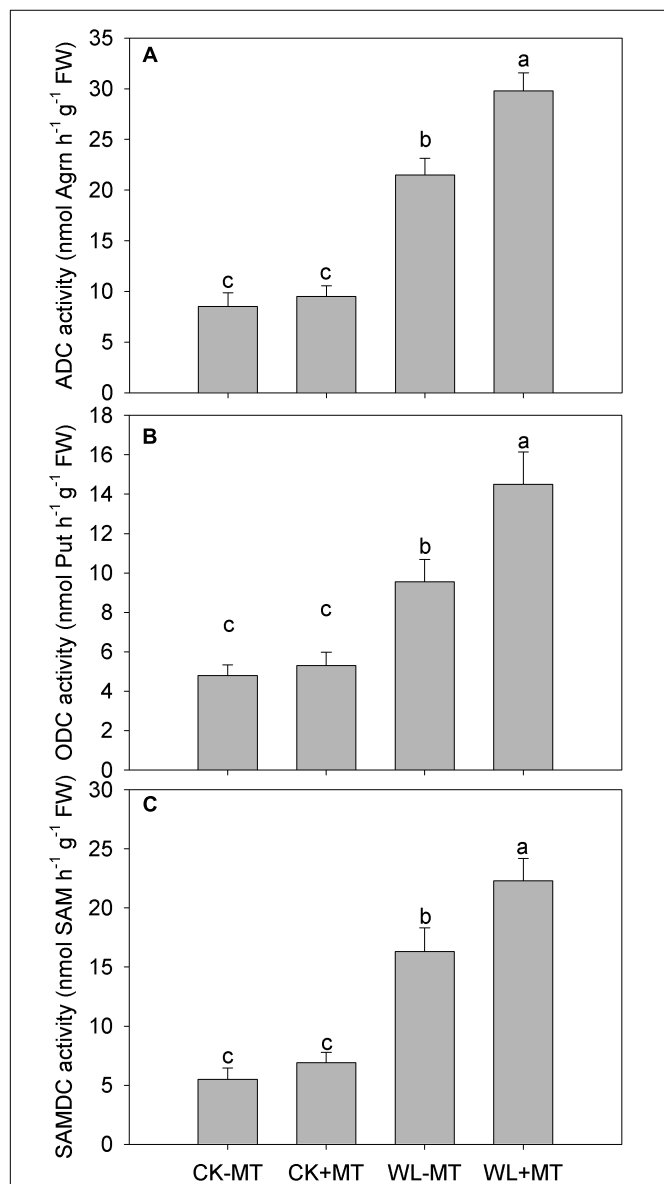 A
ADC activity (nmol Agrn h⁻¹ g⁻¹ FW)
35
30
25
20
15
10
5
0
c
c
b
a
B
ODC activity (nmol Put h⁻¹ g⁻¹ FW)
18
16
14
12
10
8
6
4
2
0
c
c
b
a
C
SAMDC activity (nmol SAM h⁻¹ g⁻¹ FW)
30
25
20
15
10
5
0
c
c
b
a
CK-MT CK+MT WL-MT WL+MT